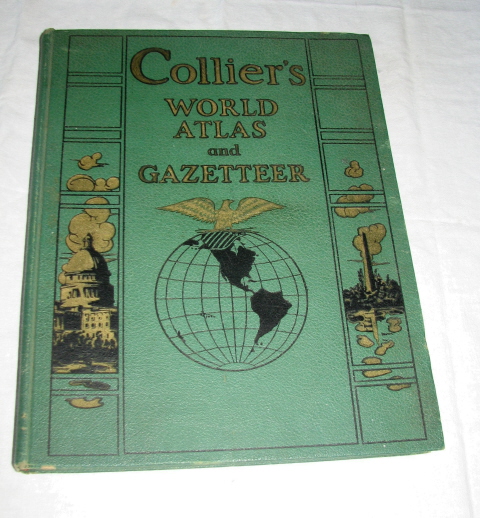 Collier's
WORLD
ATLAS
and
GAZETTEER